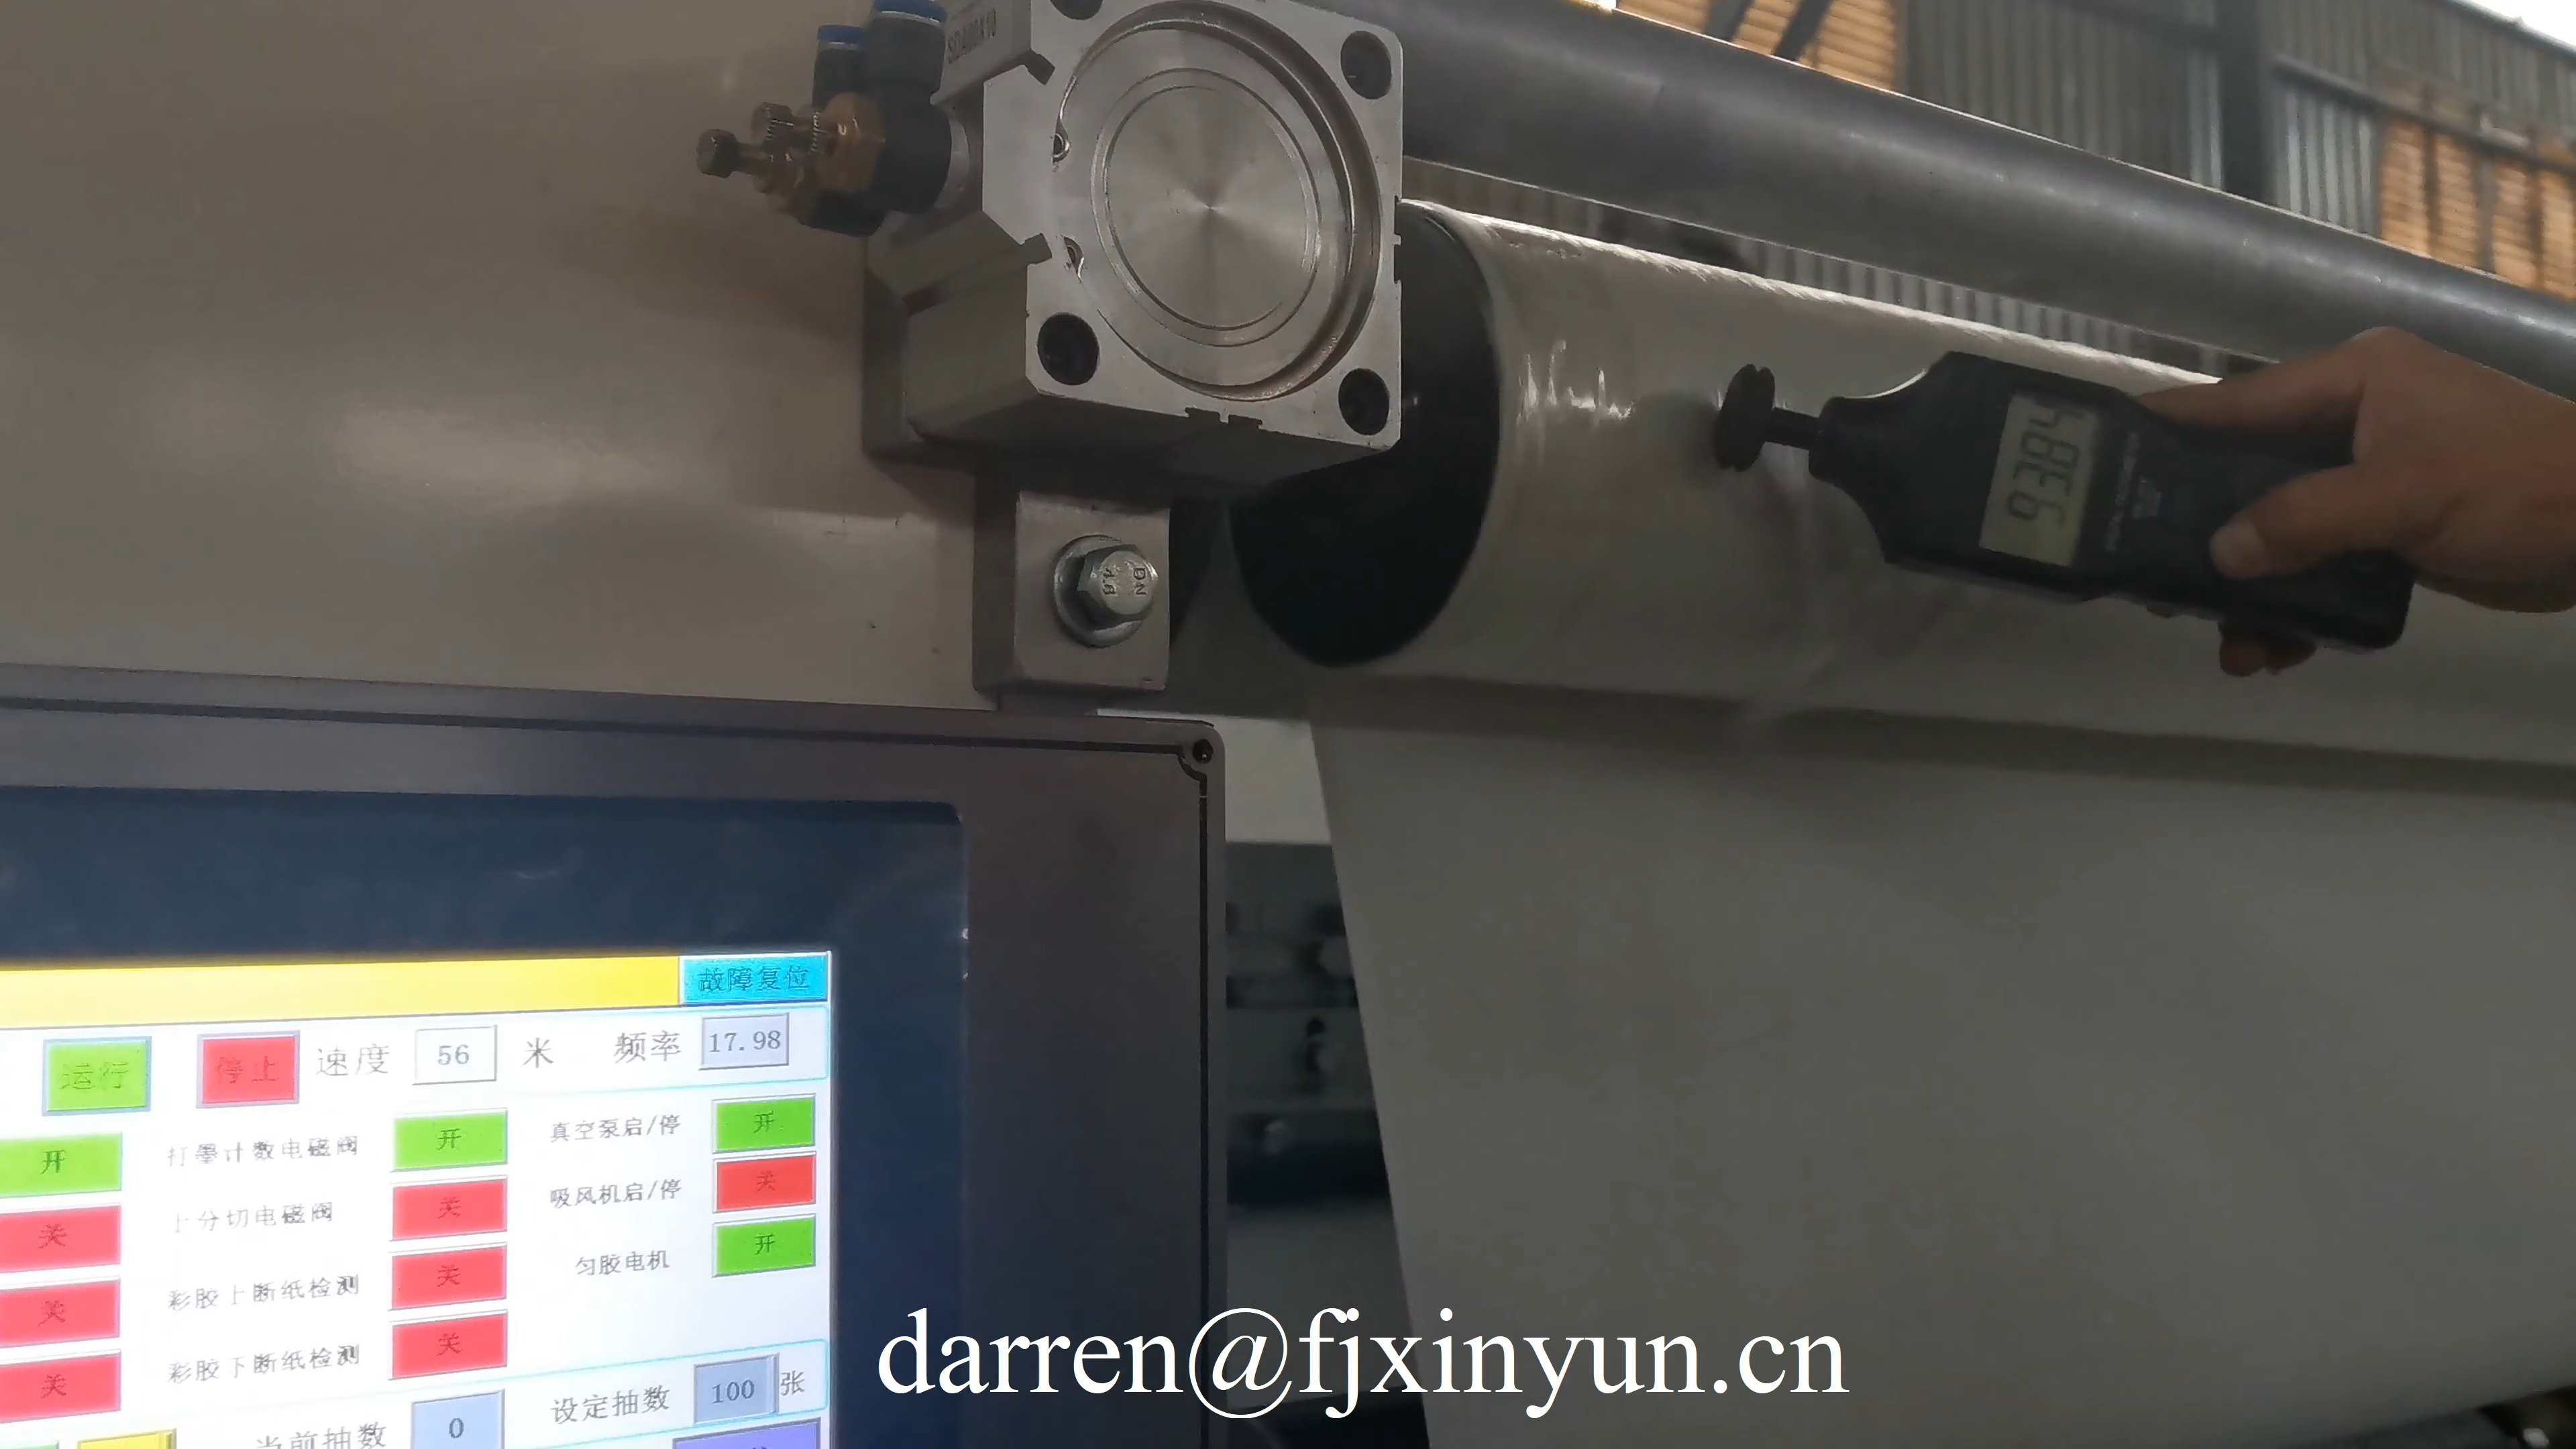 SDA80X10
DN
4.8
故障复位
运行 停止 速度 56 米 频率 17.98
开 打墨计数电磁阀 开 真空泵启/停 开
关 上分切电磁阀 关 吸风机启/停 关
关 彩胶上断纸检测 关 匀胶电机 开
关 彩胶下断纸检测 关
当前抽数 0 设定抽数 100 张
darren@fjxinyun.cn